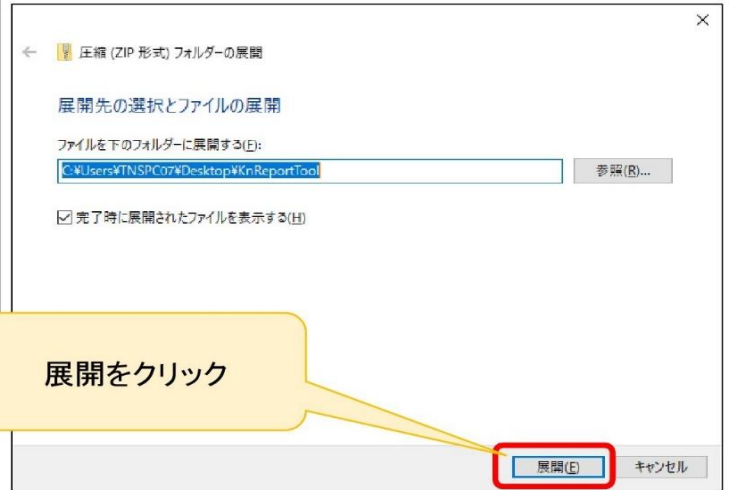 圧縮 (ZIP 形式) フォルダーの展開
展開先の選択とファイルの展開
ファイルを下のフォルダーに展開する(F):
C:¥Users¥TNSPC07¥Desktop¥KnReportTool
参照(R)...
完了時に展開されたファイルを表示する(H)
展開をクリック
展開(E)
キャンセル